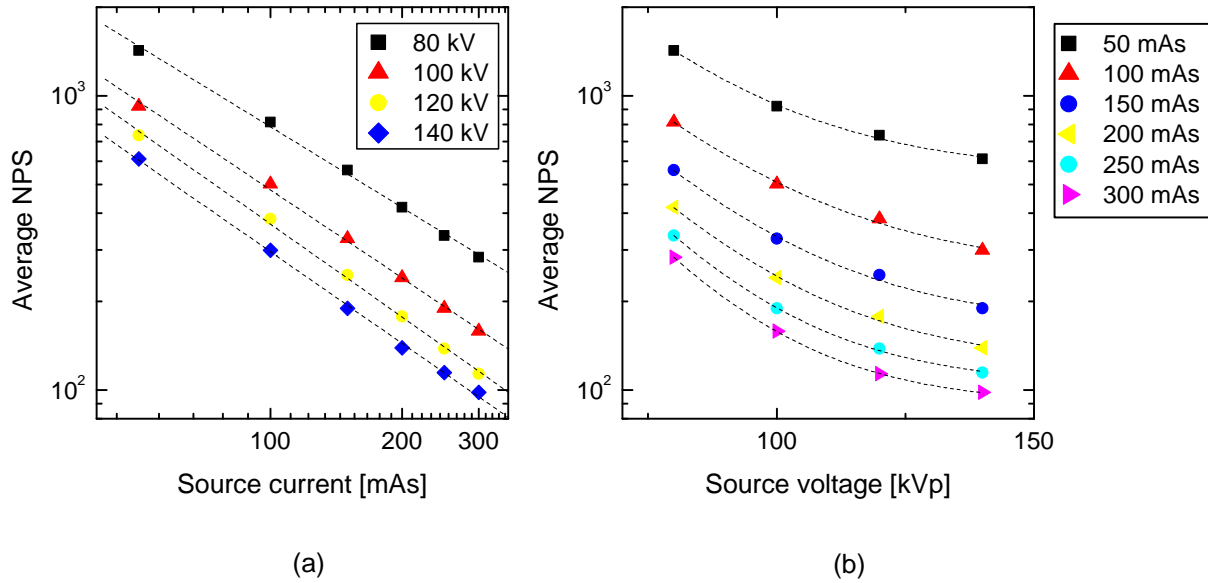 80 kV
100 kV
120 kV
140 kV
10³
10²
100
200
300
Average NPS
Source current [mAs]
(a)
10³
10²
100
150
Average NPS
Source voltage [kVp]
(b)
50 mAs
100 mAs
150 mAs
200 mAs
250 mAs
300 mAs